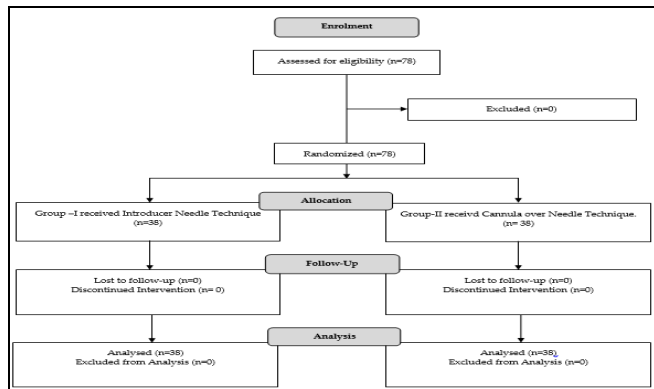 Enrolment
Assessed for eligibility (n=78)
Excluded (n=0)
Randomized (n=78)
Allocation
Group –I received Introducer Needle Technique
(n=38)
Group-II receivd Cannula over Needle Technique.
(n= 38)
Follow-Up
Lost to follow-up (n=0)
Discontinued Intervention (n= 0)
Lost to follow-up (n=0)
Discontinued Intervention (n=0)
Analysis
Analysed (n=38)
Excluded from Analysis (n=0)
Analysed (n=38)
Excluded from Analysis (n=0)